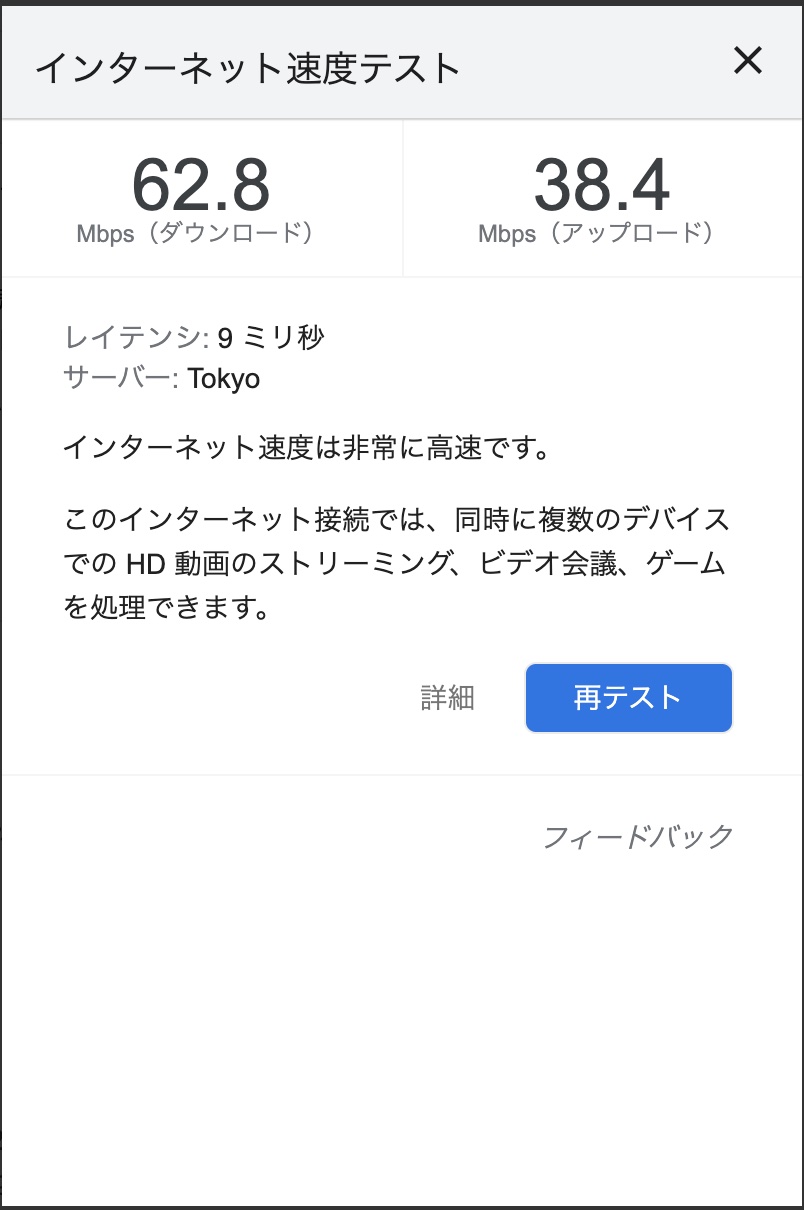 インターネット速度テスト
62.8
Mbps（ダウンロード）
38.4
Mbps（アップロード）
レイテンシ: 9 ミリ秒
サーバー: Tokyo
インターネット速度は非常に高速です。
このインターネット接続では、同時に複数のデバイス
での HD 動画のストリーミング、ビデオ会議、ゲーム
を処理できます。
詳細
再テスト
フィードバック